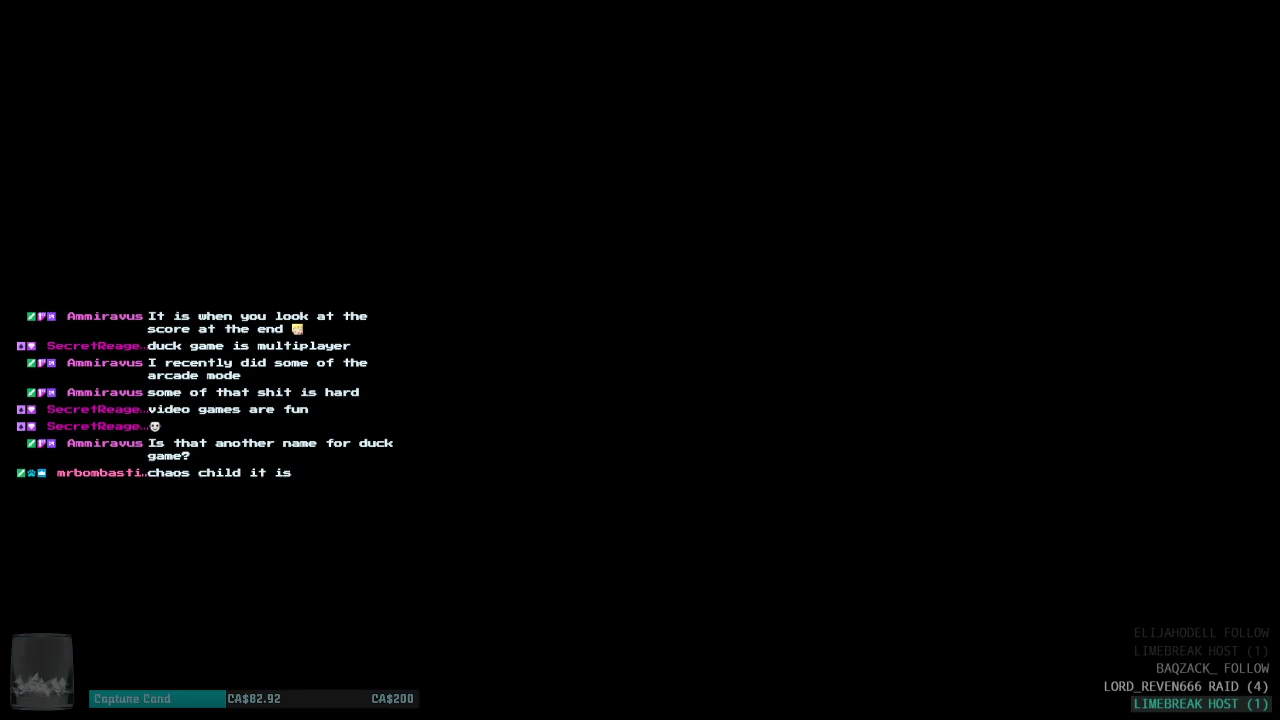 Ammiravus It is when you look at the
score at the end
SecretReage… duck game is multiplayer
Ammiravus I recently did some of the
arcade mode
Ammiravus some of that shit is hard
SecretReage… video games are fun
SecretReage…
Ammiravus Is that another name for duck
game?
mrbombasti… chaos child it is
ELIJAHODELL FOLLOW
LIMEBREAK HOST (1)
BAQZACK_ FOLLOW
LORD_REVEN666 RAID (4)
LIMEBREAK HOST (1)
Capture Card CA$82.92 CA$200